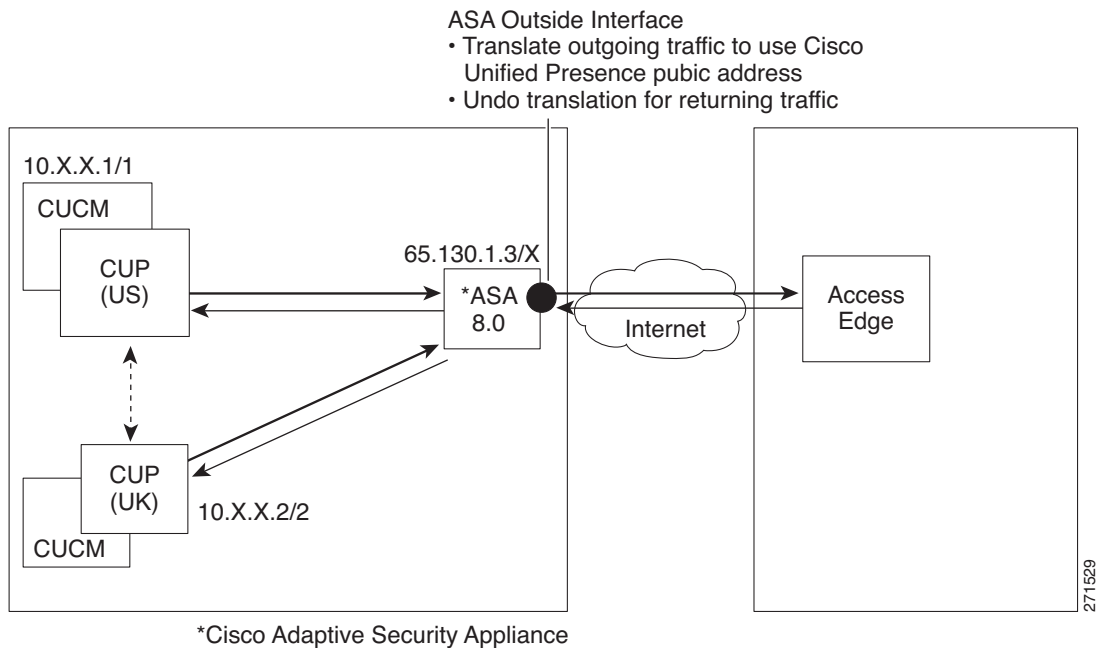 ASA Outside Interface
• Translate outgoing traffic to use Cisco
Unified Presence pubic address
• Undo translation for returning traffic
10.X.X.1/1
CUCM
CUP
(US)
65.130.1.3/X
*ASA
8.0
Internet
Access
Edge
CUP
(UK)
10.X.X.2/2
CUCM
271529
*Cisco Adaptive Security Appliance